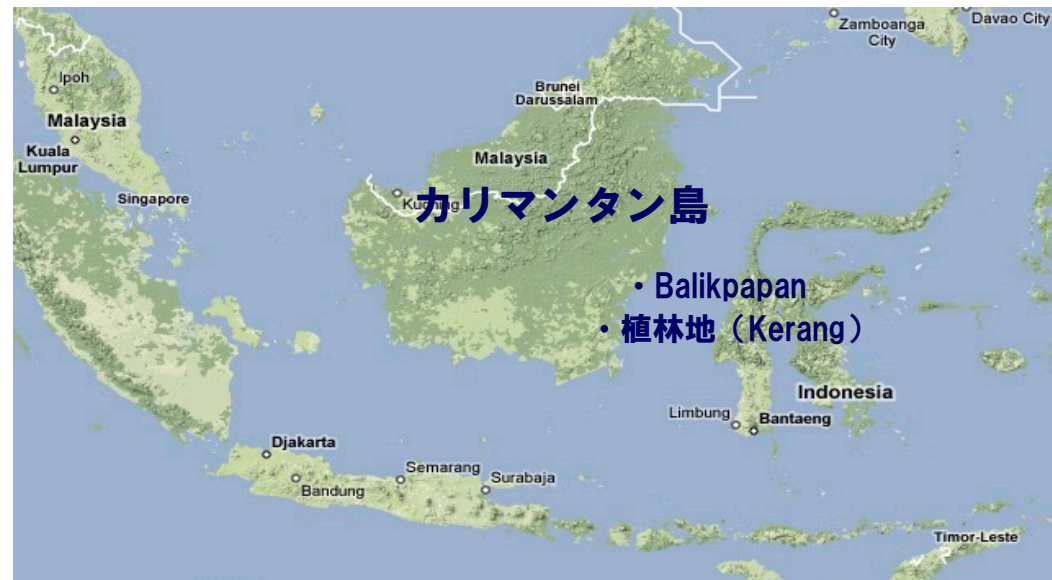 Zamboanga
City
Davao City
Ipoh
Malaysia
Kuala
Lumpur
Singapore
Brunei
Darussalam
Malaysia
Kuching
カリマンタン島
・Balikpapan
・植林地（Kerang）
Indonesia
Limbung
Bantaeng
Djakarta
Bandung
Semarang
Surabaja
Timor-Leste